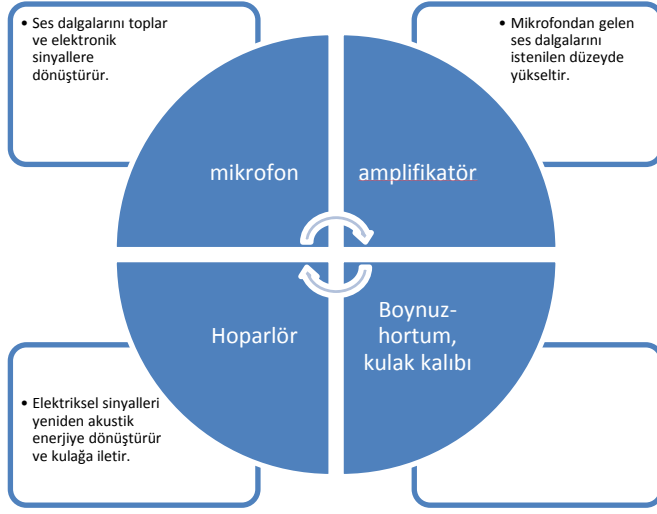 • Ses dalgalarını toplar
ve elektronik
sinyallere
dönüştürür.
• Mikrofondan gelen
ses dalgalarını
istenilen düzeyde
yükseltir.
mikrofon
amplifikatör
Hoparlör
Boynuz-
hortum,
kulak kalıbı
• Elektriksel sinyalleri
yeniden akustik
enerjiye dönüştürür
ve kulağa iletir.